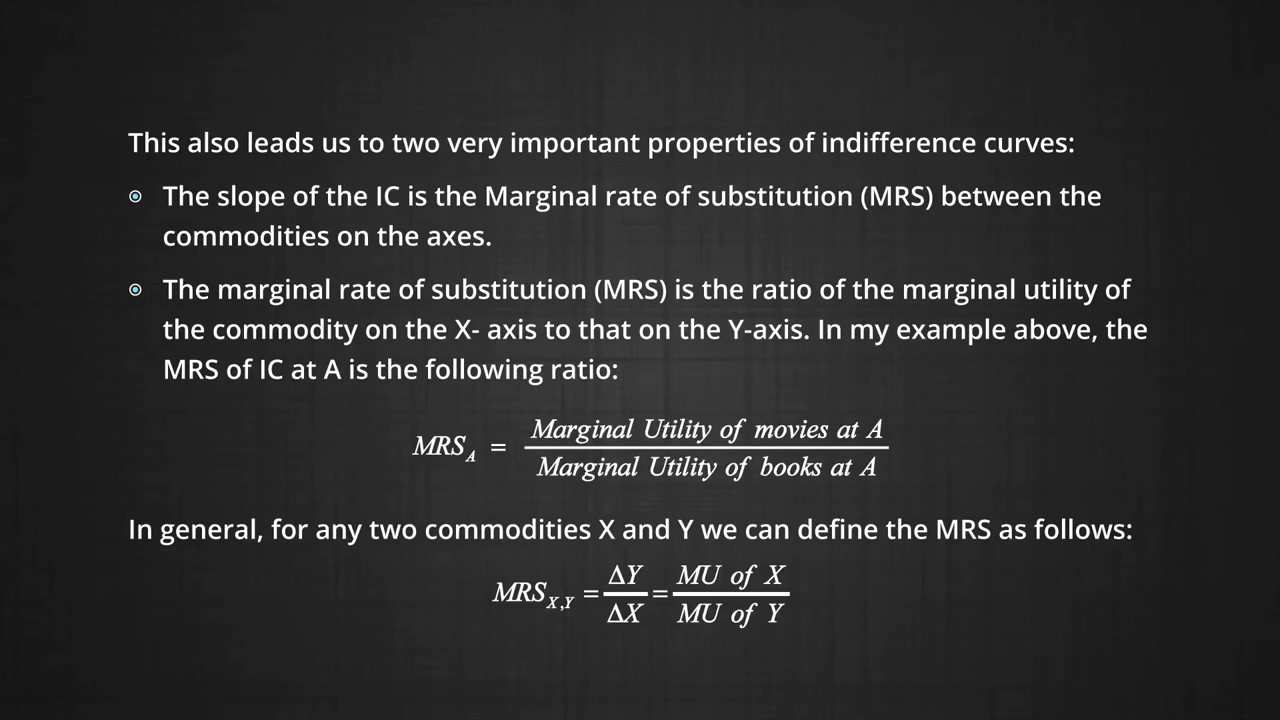 This also leads us to two very important properties of indifference curves:
The slope of the IC is the Marginal rate of substitution (MRS) between the
commodities on the axes.
The marginal rate of substitution (MRS) is the ratio of the marginal utility of
the commodity on the X- axis to that on the Y-axis. In my example above, the
MRS of IC at A is the following ratio:
MRS_A = Marginal Utility of movies at A / Marginal Utility of books at A
In general, for any two commodities X and Y we can define the MRS as follows:
MRS_X,Y = ΔY / ΔX = MU of X / MU of Y